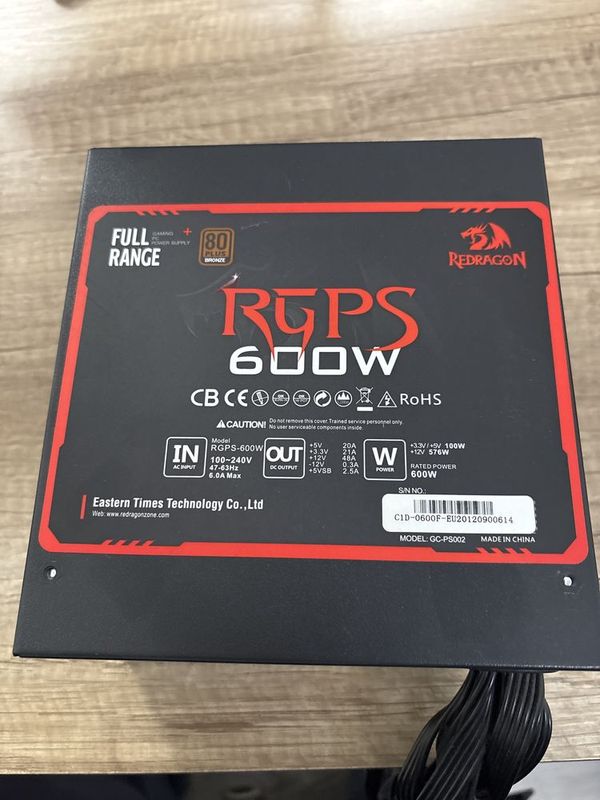 FULL RANGE
GAMING PC POWER SUPPLY
80 PLUS BRONZE
REDRAGON
RGPS
600W
CB CE RoHS
CAUTION! Do not remove this cover. Trained service personnel only.
No user serviceable components inside.
IN
AC INPUT
Model
RGPS-600W
100~240V
47-63Hz
6.0A Max
OUT
DC OUTPUT
+5V 20A
+3.3V 21A
+12V 48A
-12V 0.3A
+5VSB 2.5A
W
POWER
+3.3V / +5V 100W
+12V 576W
RATED POWER
600W
Eastern Times Technology Co.,Ltd
Web: www.redragonzone.com
S/N NO.:
C1D-0600F-EU20120900614
MODEL: GC-PS002 MADE IN CHINA